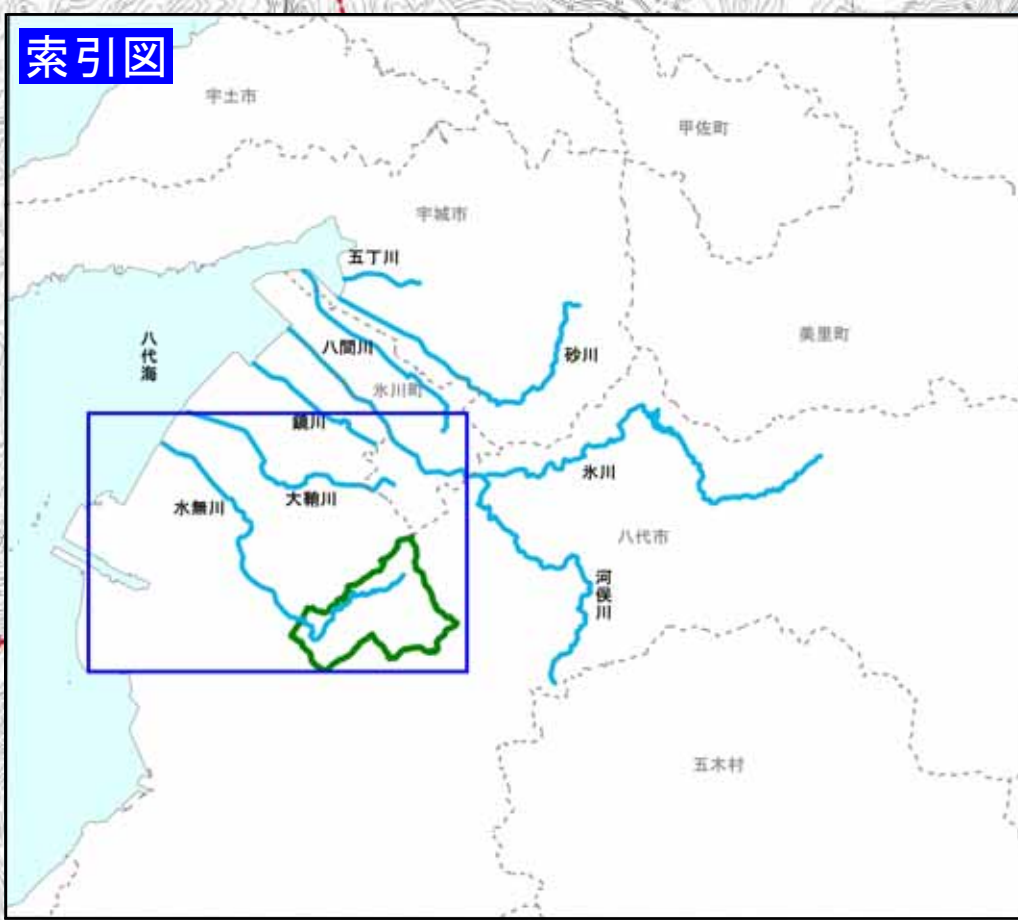 索引図
宇土市
甲佐町
宇城市
五丁川
八代海
八間川
砂川
美里町
氷川町
鏡川
氷川
水無川
大鞘川
八代市
河俣川
五木村